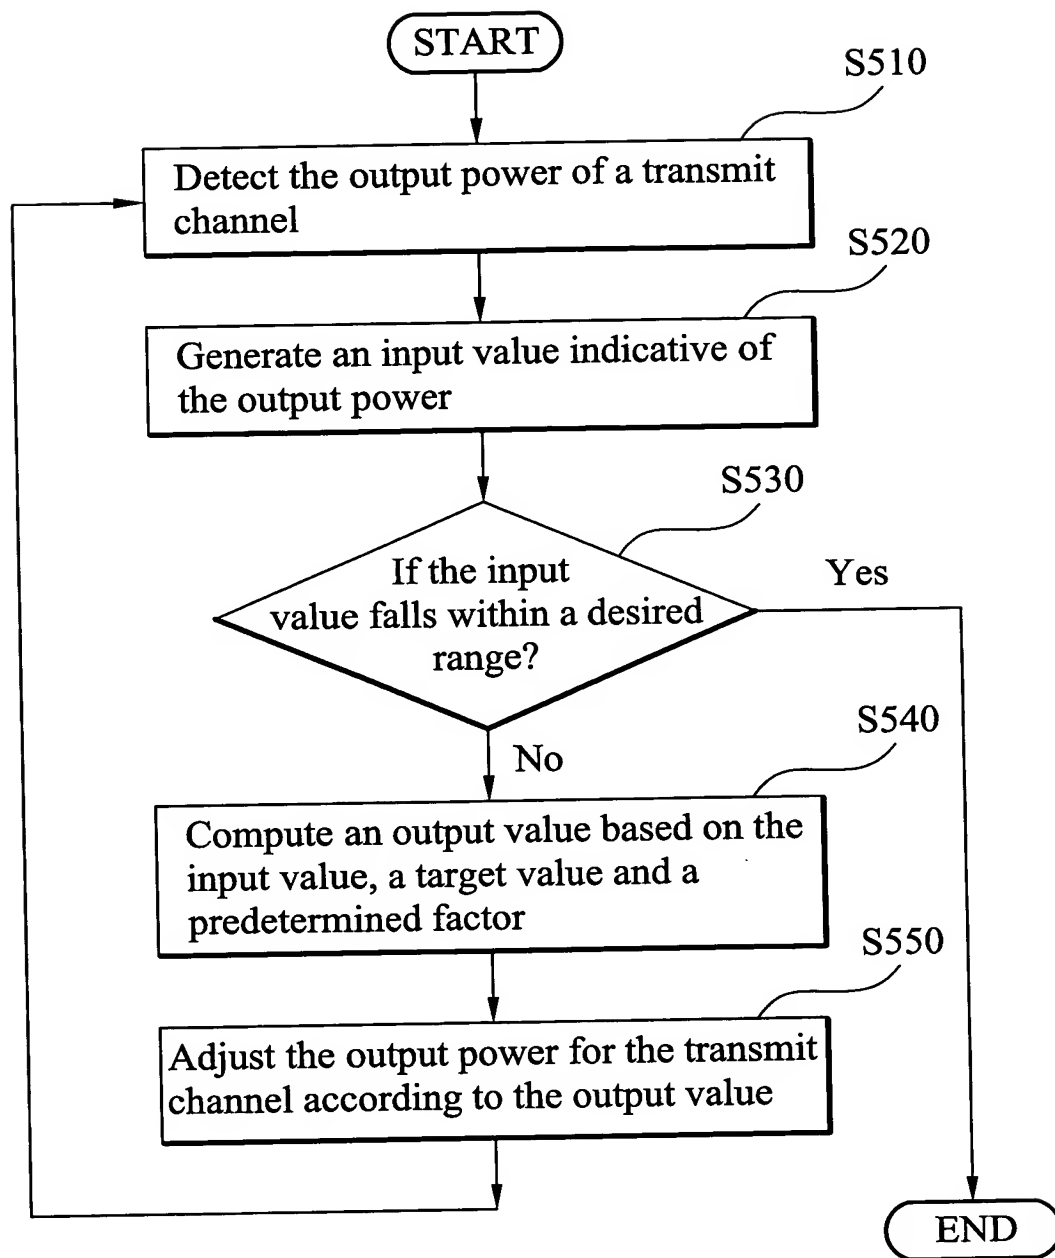 START
S510
Detect the output power of a transmit
channel
S520
Generate an input value indicative of
the output power
S530
If the input
value falls within a desired
range?
Yes
No
S540
Compute an output value based on the
input value, a target value and a
predetermined factor
S550
Adjust the output power for the transmit
channel according to the output value
END